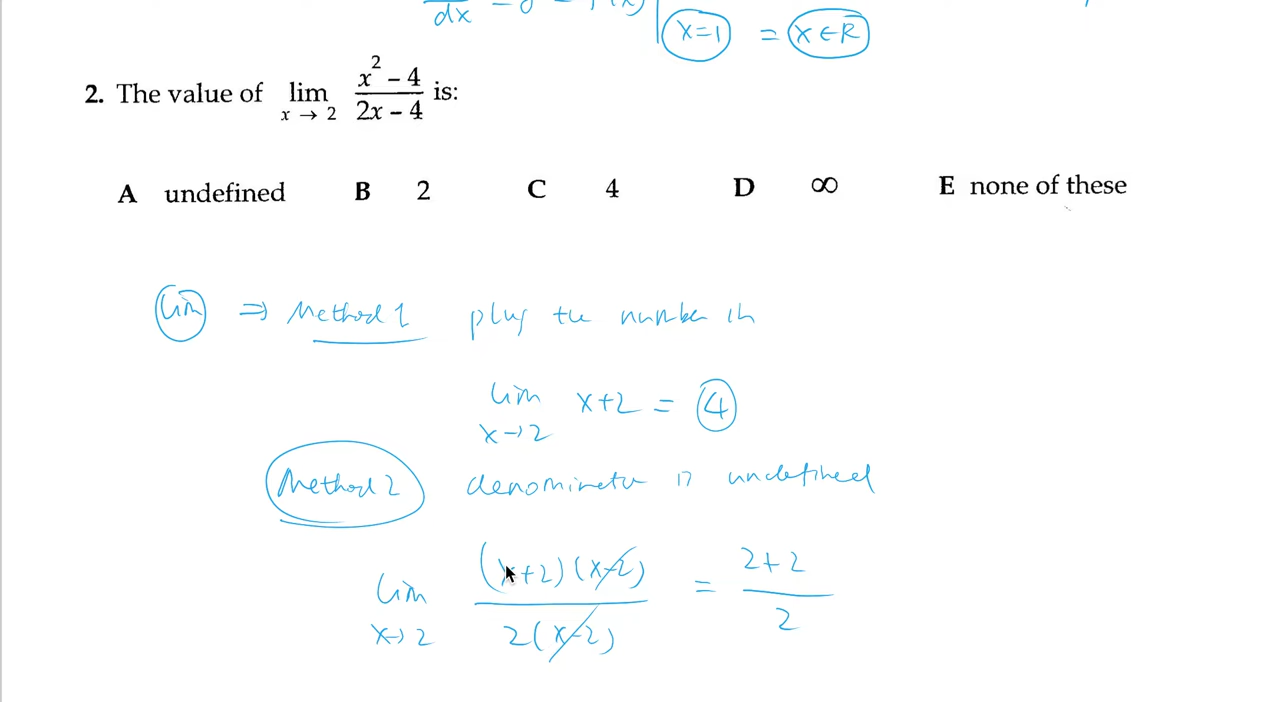 dx
x=1 = x∈R
2. The value of lim x → 2 (x² − 4)/(2x − 4) is:
A undefined B 2 C 4 D ∞ E none of these
lim ⇒ Method 1 plug the number in
lim x→2 x+2 = 4
Method 2 denominator is undefined
lim x→2 (x+2)(x-2)/2(x-2) = 2+2/2